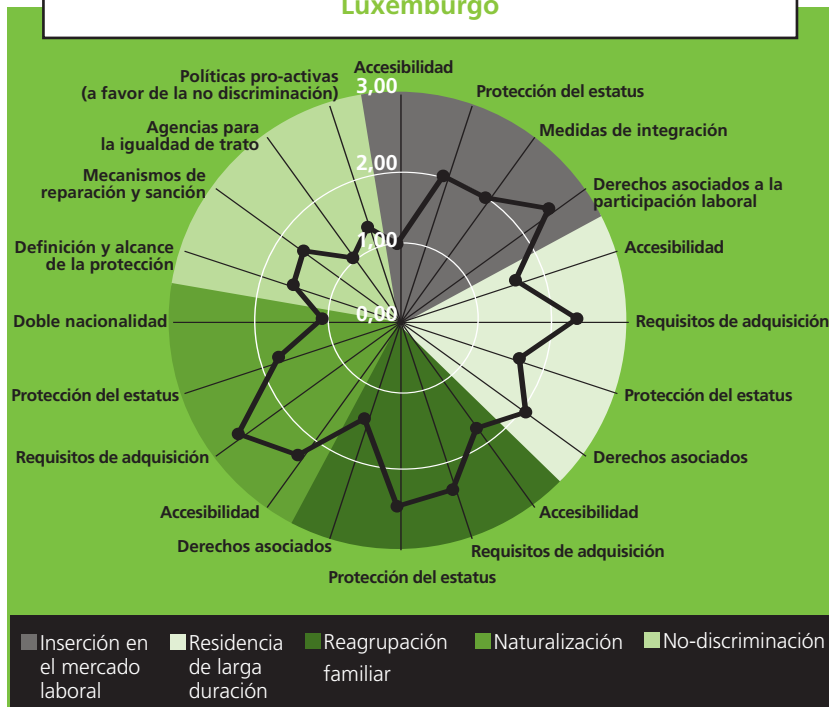 Luxemburgo
Accesibilidad
Políticas pro-activas
(a favor de la no discriminación)
3,00
Protección del estatus
Agencias para
la igualdad de trato
Medidas de integración
Mecanismos de
reparación y sanción
2,00
Derechos asociados a la
participación laboral
Definición y alcance
de la protección
1,00
Accesibilidad
Doble nacionalidad
0,00
Requisitos de adquisición
Protección del estatus
Protección del estatus
Requisitos de adquisición
Derechos asociados
Accesibilidad
Accesibilidad
Derechos asociados
Requisitos de adquisición
Protección del estatus
Inserción en
el mercado
laboral
Residencia
de larga
duración
Reagrupación
familiar
Naturalización
No-discriminación